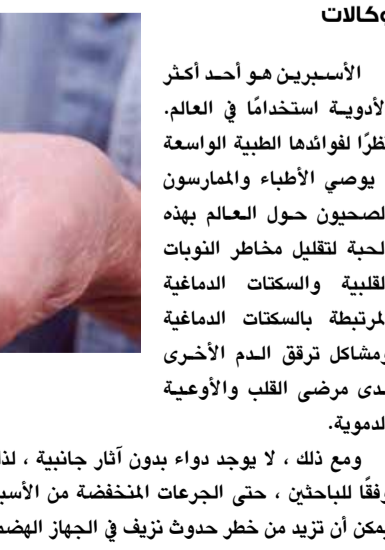 وكالات
الأسبرين هو أحد أكثر
الأدوية استخدامًا في العالم.
نظرًا لفوائدها الطبية الواسعة
يوصي الأطباء والممارسون
الصحيون حول العالم بهذه
الحبة لتقليل مخاطر النوبات
القلبية والسكتات الدماغية
المرتبطة بالسكتات الدماغية
ومشاكل ترقق الدم الأخرى
لدى مرضى القلب والأوعية
الدموية.
ومع ذلك ، لا يوجد دواء بدون آثار جانبية ،
وفقًا للباحثين ، حتى الجرعات المنخفضة من
يمكن أن تزيد من خطر حدوث نزيف في الجهاز